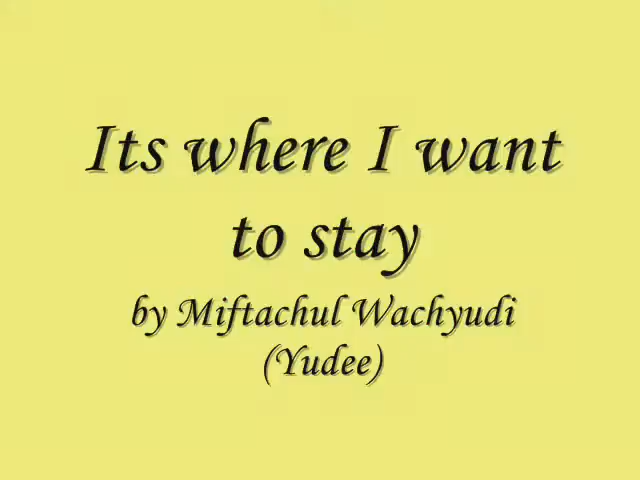 Its where I want
to stay
by Miftachul Wachyudi
(Yudee)